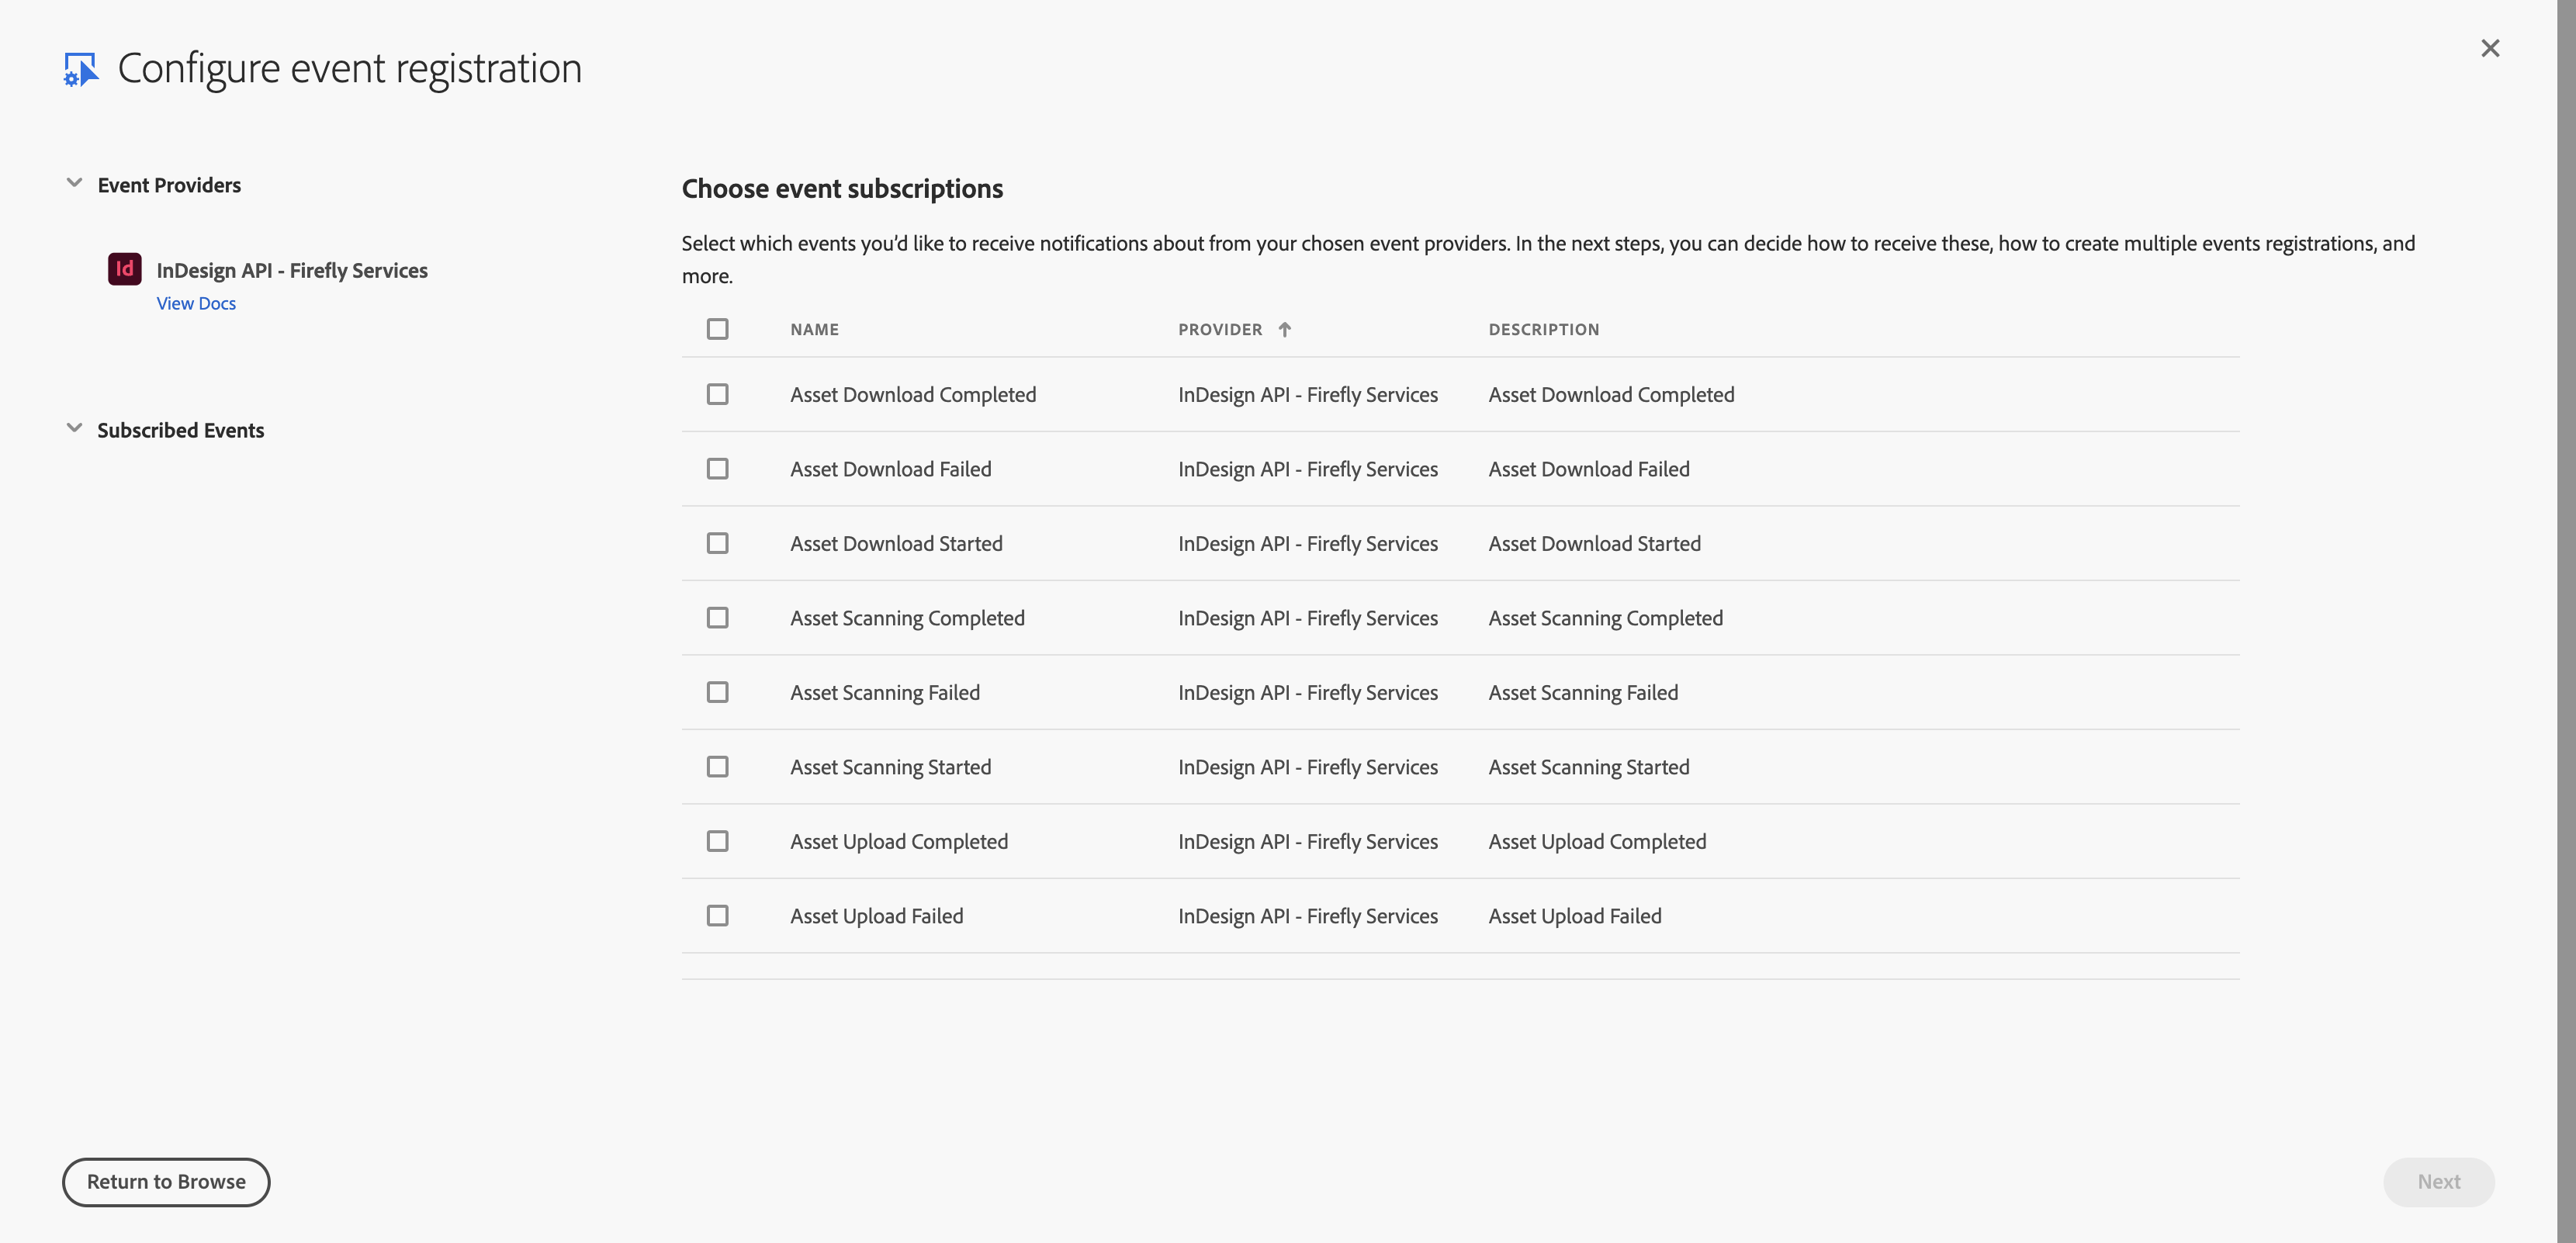 Configure event registration
Event Providers
Id
InDesign API - Firefly Services
View Docs
Subscribed Events
Choose event subscriptions
Select which events you'd like to receive notifications about from your chosen event providers. In the next steps, you can decide how to receive these, how to create multiple events registrations, and
more.
NAME PROVIDER DESCRIPTION
Asset Download Completed InDesign API - Firefly Services Asset Download Completed
Asset Download Failed InDesign API - Firefly Services Asset Download Failed
Asset Download Started InDesign API - Firefly Services Asset Download Started
Asset Scanning Completed InDesign API - Firefly Services Asset Scanning Completed
Asset Scanning Failed InDesign API - Firefly Services Asset Scanning Failed
Asset Scanning Started InDesign API - Firefly Services Asset Scanning Started
Asset Upload Completed InDesign API - Firefly Services Asset Upload Completed
Asset Upload Failed InDesign API - Firefly Services Asset Upload Failed
Return to Browse
Next